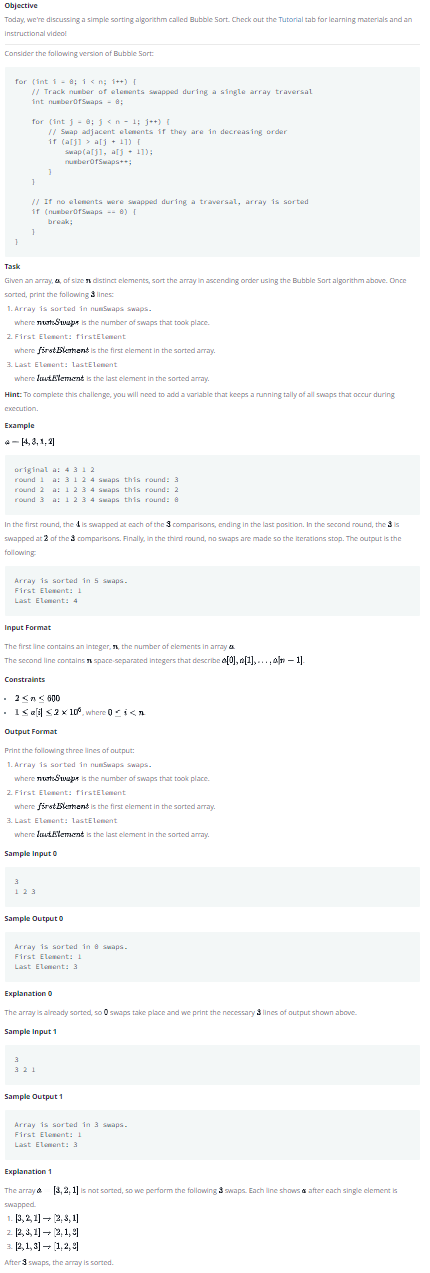 Objective
Today, we're discussing a simple sorting algorithm called Bubble Sort. Check out the Tutorial tab for learning materials and an
instructional video!
Consider the following version of Bubble Sort:
for (int i = 0; i < n; i++) {
// Track number of elements swapped during a single array traversal
int numberOfSwaps = 0;
for (int j = 0; j < n - 1; j++) {
// Swap adjacent elements if they are in decreasing order
if (a[j] > a[j + 1]) {
swap(a[j], a[j + 1]);
numberOfSwaps++;
}
}
// If no elements were swapped during a traversal, array is sorted
if (numberOfSwaps == 0) {
break;
}
}
Task
Given an array, a, of size n distinct elements, sort the array in ascending order using the Bubble Sort algorithm above. Once
sorted, print the following 3 lines:
1. Array is sorted in numSwaps swaps.
where numSwaps is the number of swaps that took place.
2. First Element: firstElement
where firstElement is the first element in the sorted array.
3. Last Element: lastElement
where lastElement is the last element in the sorted array.
Hint: To complete this challenge, you will need to add a variable that keeps a running tally of all swaps that occur during
execution.
Example
a = [4, 3, 1, 2]
original a: 4 3 1 2
round 1 a: 3 1 2 4 swaps this round: 3
round 2 a: 1 2 3 4 swaps this round: 2
round 3 a: 1 2 3 4 swaps this round: 0
In the first round, the 4 is swapped at each of the 3 comparisons, ending in the last position. In the second round, the 3 is
swapped at 2 of the 3 comparisons. Finally, in the third round, no swaps are made so the iterations stop. The output is the
following:
Array is sorted in 5 swaps.
First Element: 1
Last Element: 4
Input Format
The first line contains an integer, n, the number of elements in array a.
The second line contains n space-separated integers that describe a[0], a[1], . . . , a[n − 1].
Constraints
• 2 ≤ n ≤ 600
• 1 ≤ a[i] ≤ 2 × 10⁶, where 0 ≤ i < n.
Output Format
Print the following three lines of output:
1. Array is sorted in numSwaps swaps.
where numSwaps is the number of swaps that took place.
2. First Element: firstElement
where firstElement is the first element in the sorted array.
3. Last Element: lastElement
where lastElement is the last element in the sorted array.
Sample Input 0
3
1 2 3
Sample Output 0
Array is sorted in 0 swaps.
First Element: 1
Last Element: 3
Explanation 0
The array is already sorted, so 0 swaps take place and we print the necessary 3 lines of output shown above.
Sample Input 1
3
3 2 1
Sample Output 1
Array is sorted in 3 swaps.
First Element: 1
Last Element: 3
Explanation 1
The array a = [3, 2, 1] is not sorted, so we perform the following 3 swaps. Each line shows a after each single element is
swapped.
1. [3, 2, 1] → [2, 3, 1]
2. [2, 3, 1] → [2, 1, 3]
3. [2, 1, 3] → [1, 2, 3]
After 3 swaps, the array is sorted.